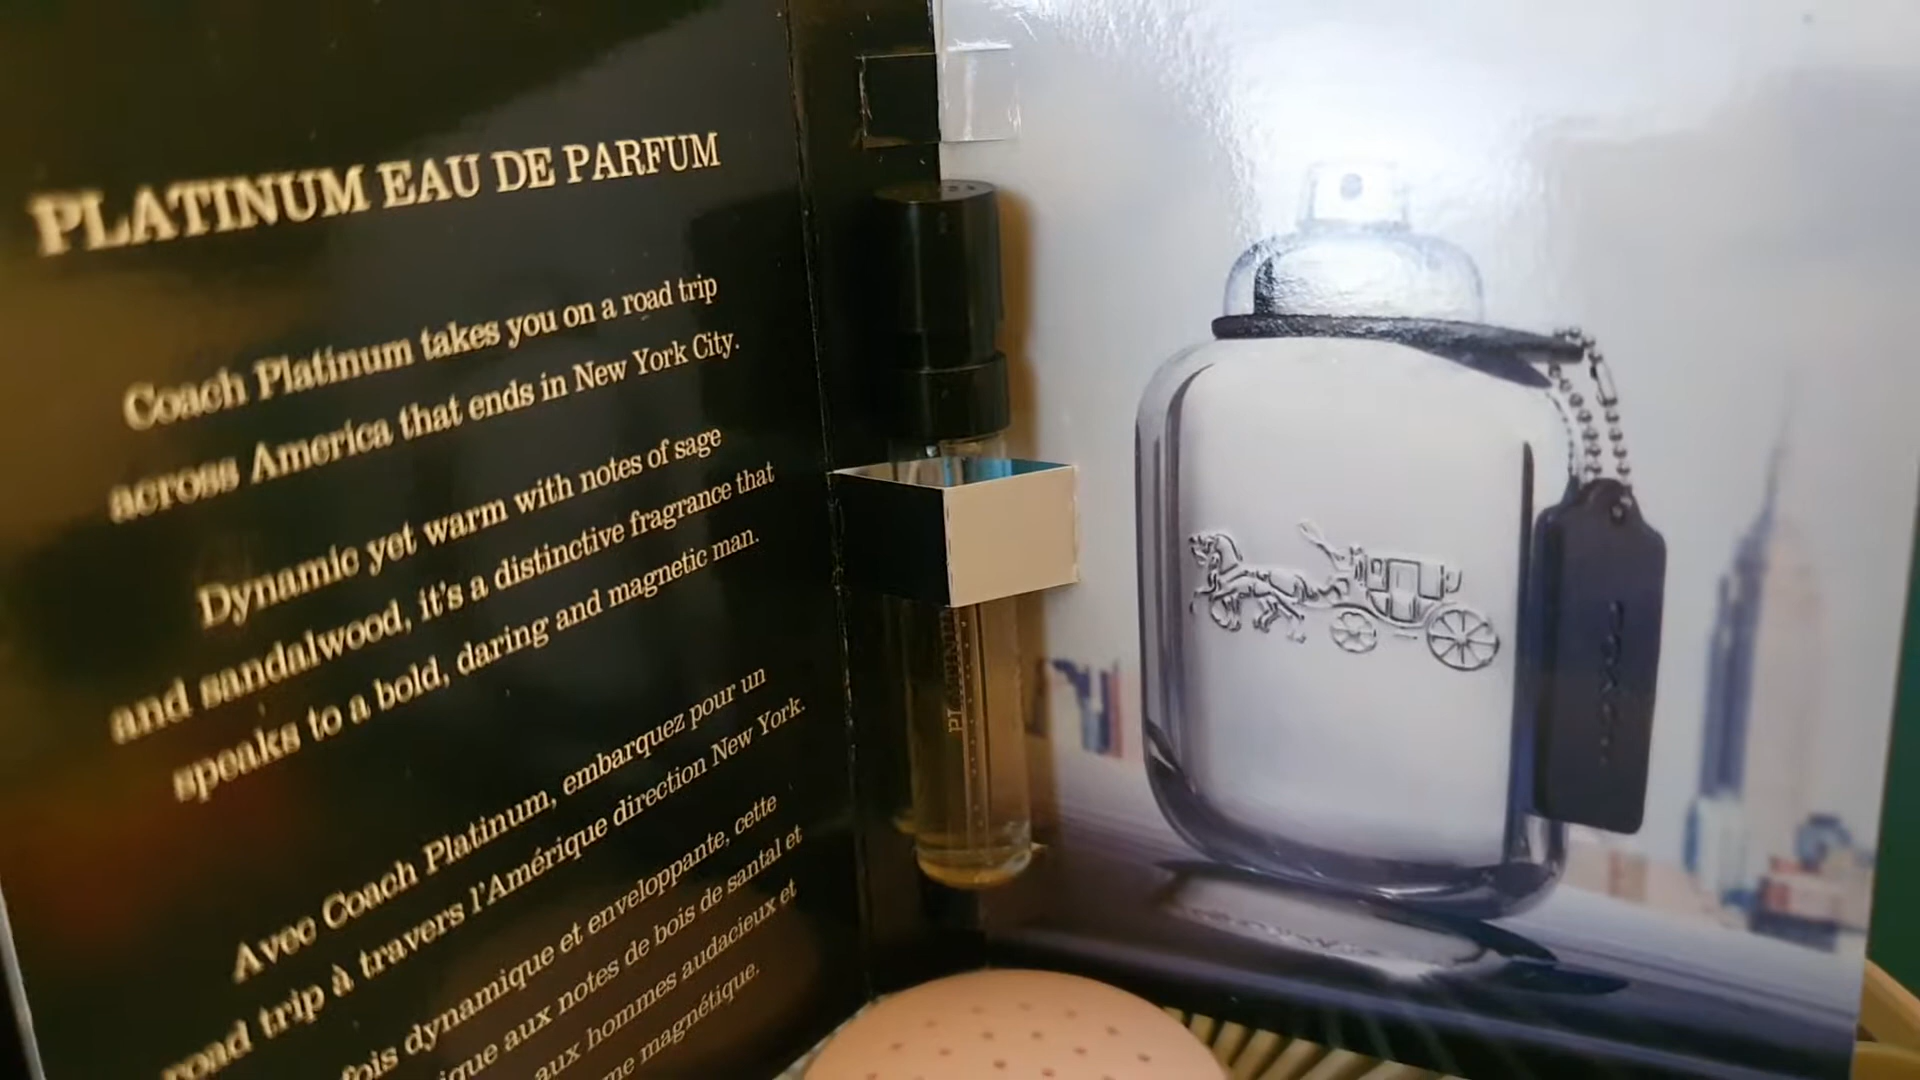 PLATINUM EAU DE PARFUM
Coach Platinum takes you on a road trip
across America that ends in New York City.
Dynamic yet warm with notes of sage
and sandalwood, it's a distinctive fragrance that
speaks to a bold, daring and magnetic man.
Avec Coach Platinum, embarquez pour un
road trip à travers l'Amérique direction New York.
fois dynamique et enveloppante, cette
aux notes de bois de santal et
aux hommes audacieux et
magnétique.
PLATINUM
COACH